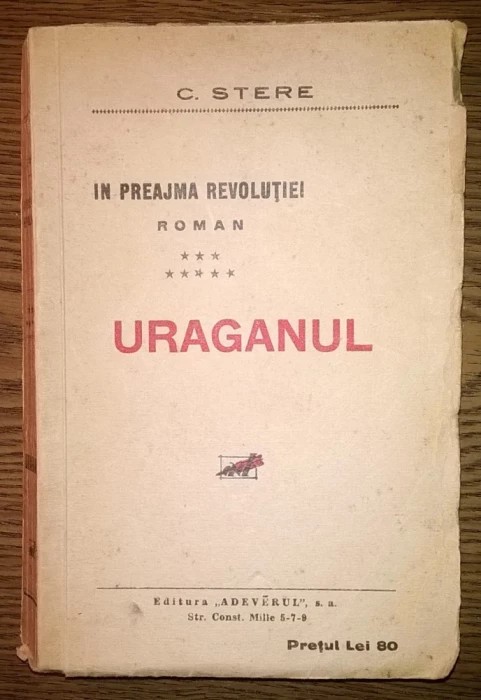 C. STERE
IN PREAJMA REVOLUȚIEI
ROMAN
★★★
★★★★★
URAGANUL
Editura „ADEVĔRUL", s. a.
Str. Const. Mille 5-7-9
Prețul Lei 80